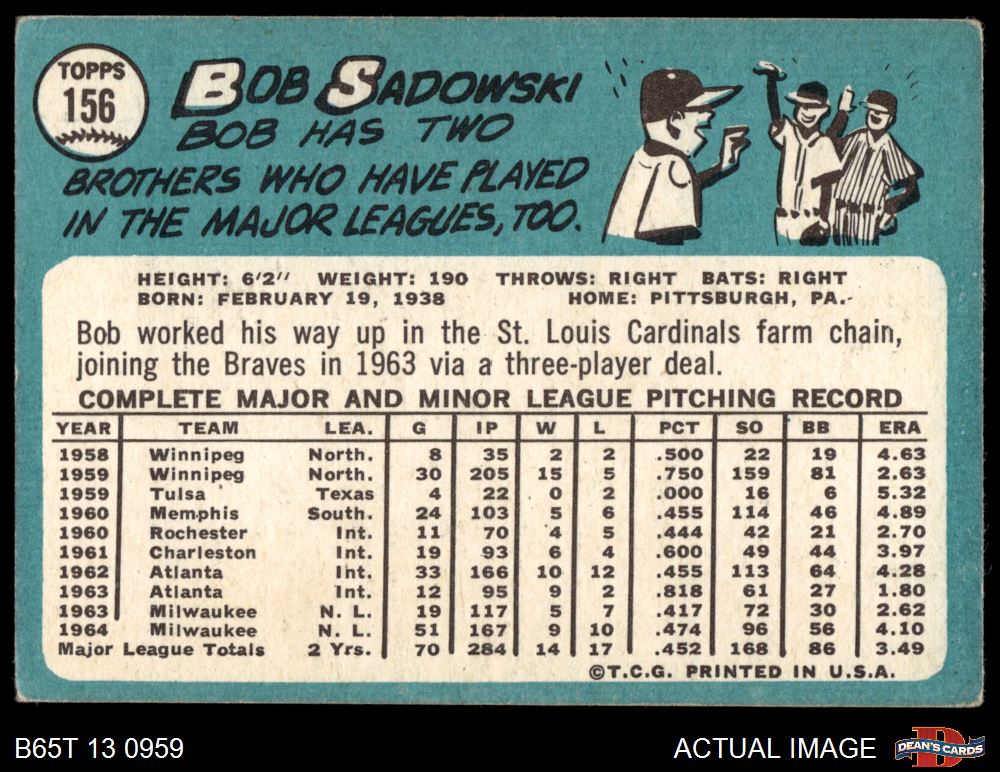 TOPPS
156
BOB SADOWSKI
BOB HAS TWO
BROTHERS WHO HAVE PLAYED
IN THE MAJOR LEAGUES, TOO.
HEIGHT: 6'2" WEIGHT: 190 THROWS: RIGHT BATS: RIGHT
BORN: FEBRUARY 19, 1938 HOME: PITTSBURGH, PA.
Bob worked his way up in the St. Louis Cardinals farm chain,
joining the Braves in 1963 via a three-player deal.
COMPLETE MAJOR AND MINOR LEAGUE PITCHING RECORD
YEAR TEAM LEA. G IP W L PCT SO BB ERA
1958 Winnipeg North. 8 35 2 2 .500 22 19 4.63
1959 Winnipeg North. 30 205 15 5 .750 159 81 2.63
1959 Tulsa Texas 4 22 0 2 .000 16 6 5.32
1960 Memphis South. 24 103 5 6 .455 114 46 4.89
1960 Rochester Int. 11 70 4 5 .444 42 21 2.70
1961 Charleston Int. 19 93 6 4 .600 49 44 3.97
1962 Atlanta Int. 33 166 10 12 .455 113 64 4.28
1963 Atlanta Int. 12 95 9 2 .818 61 27 1.80
1963 Milwaukee N. L. 19 117 5 7 .417 72 30 2.62
1964 Milwaukee N. L. 51 167 9 10 .474 96 56 4.10
Major League Totals 2 Yrs. 70 284 14 17 .452 168 86 3.49
©T.C.G. PRINTED IN U.S.A.
B65T 13 0959 ACTUAL IMAGE
D
DEAN'S CARDS